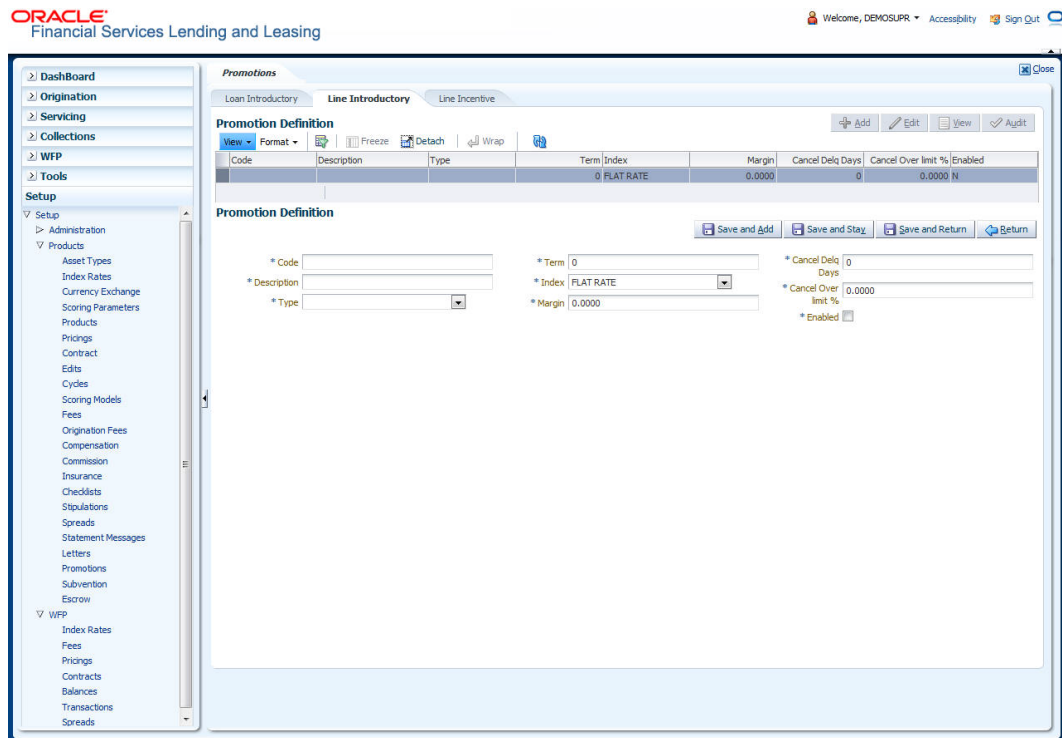 ORACLE
Financial Services Lending and Leasing
Welcome, DEMOSUPR
Accessibility
Sign Out
Close
DashBoard
Origination
Servicing
Collections
WFP
Tools
Setup
Setup
Administration
Products
Asset Types
Index Rates
Currency Exchange
Scoring Parameters
Products
Pricings
Contract
Edits
Cycles
Scoring Models
Fees
Origination Fees
Compensation
Commission
Insurance
Checklists
Stipulations
Spreads
Statement Messages
Letters
Promotions
Subvention
Escrow
WFP
Index Rates
Fees
Pricings
Contracts
Balances
Transactions
Spreads
Promotions
Loan Introductory Line Introductory Line Incentive
Promotion Definition
Add Edit View Audit
View Format Freeze Detach Wrap
Code Description Type Term Index Margin Cancel Delq Days Cancel Over limit % Enabled
0 FLAT RATE 0.0000 0 0.0000 N
Promotion Definition
Save and Add Save and Stay Save and Return Return
* Code
* Description
* Type
* Term 0
* Index FLAT RATE
* Margin 0.0000
* Cancel Delq Days 0
* Cancel Over limit % 0.0000
* Enabled